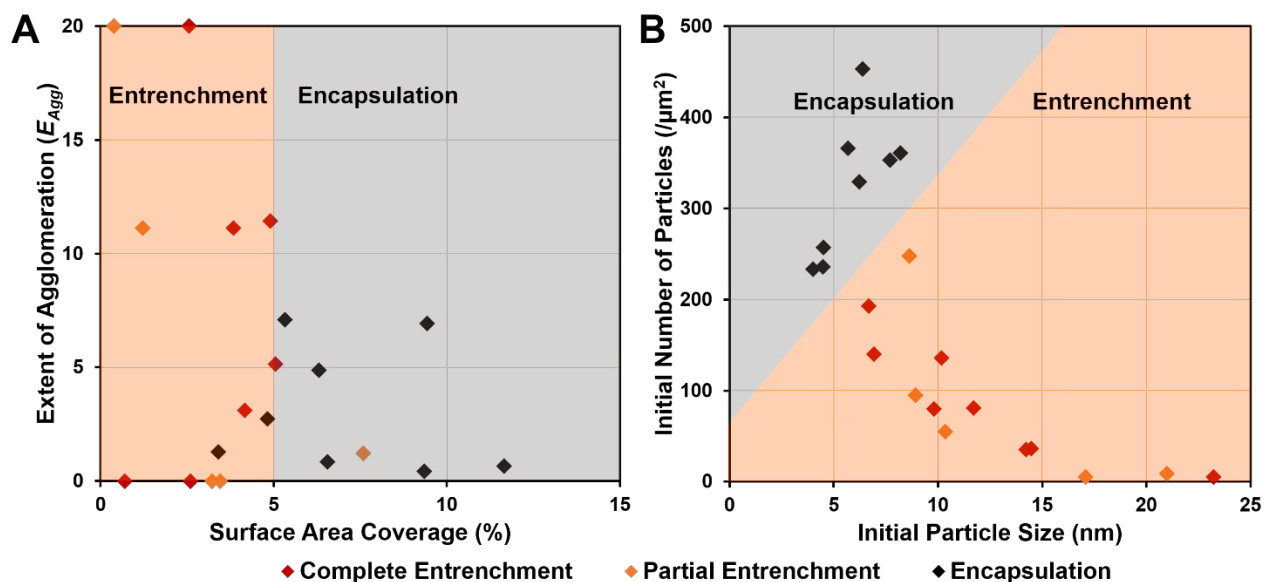 A
Extent of Agglomeration (E_Agg)
20
15
10
5
0
Entrenchment
Encapsulation
0 5 10 15
Surface Area Coverage (%)
B
Initial Number of Particles (/µm²)
500
400
300
200
100
0
Encapsulation
Entrenchment
0 5 10 15 20 25
Initial Particle Size (nm)
Complete Entrenchment
Partial Entrenchment
Encapsulation